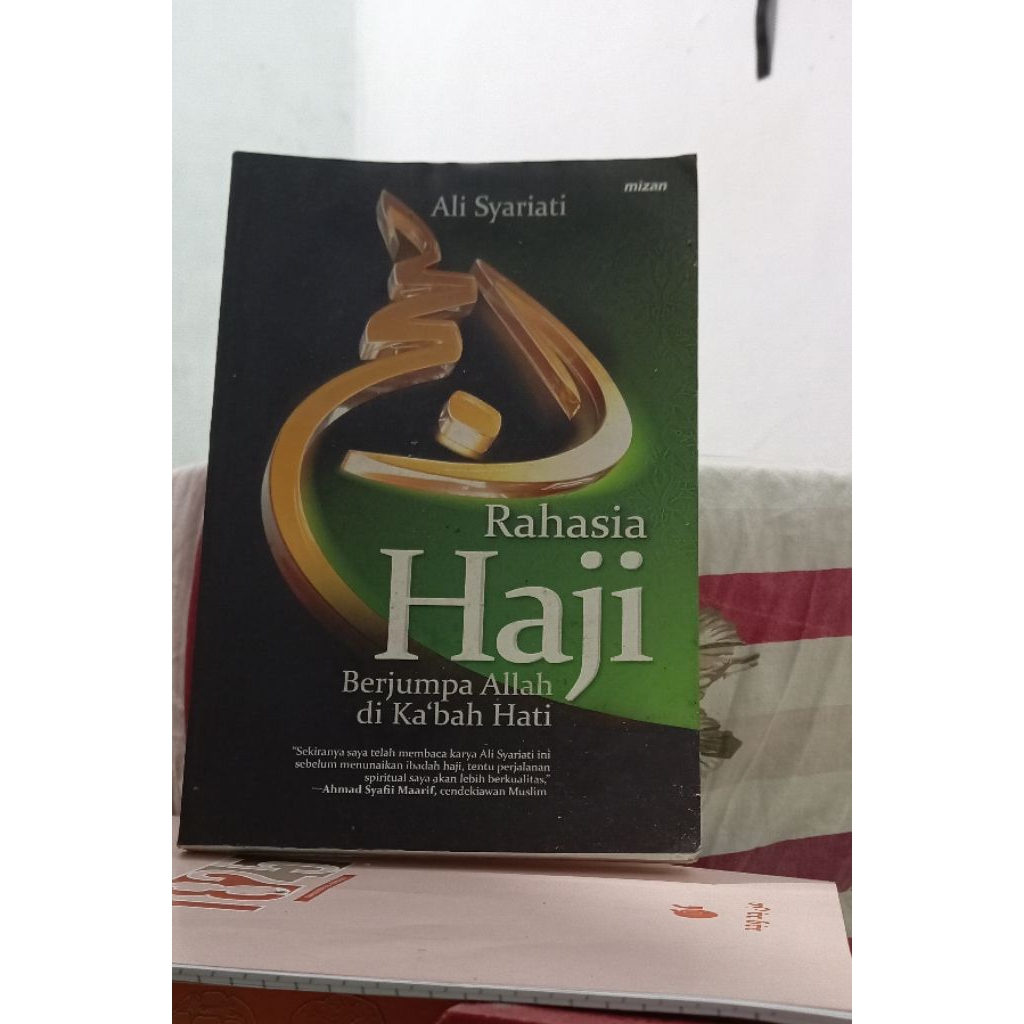 mizan
Ali Syariati
Rahasia
Haji
Berjumpa Allah
di Ka'bah Hati
"Sekiranya saya telah membaca karya Ali Syariati ini
sebelum menunaikan ibadah haji, tentu perjalanan
spiritual saya akan lebih berkualitas."
—Ahmad Syafii Maarif, cendekiawan Muslim